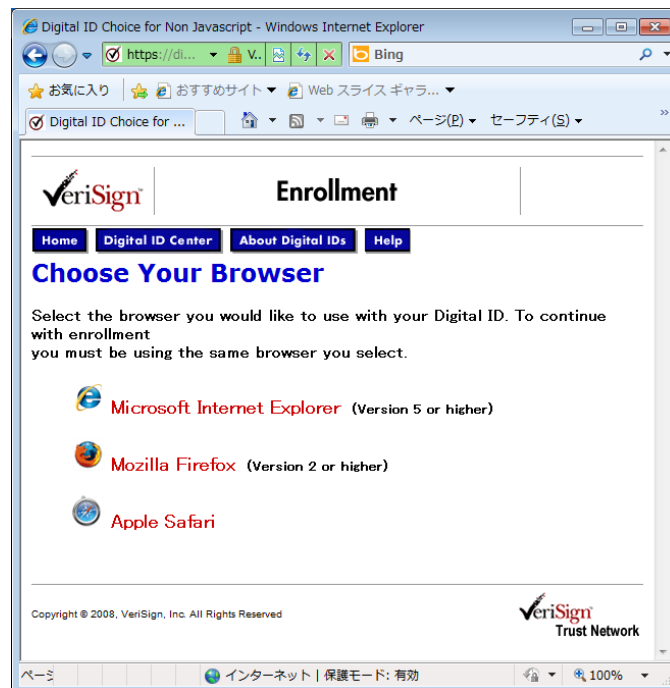 Digital ID Choice for Non Javascript - Windows Internet Explorer
https://di... V.. Bing
お気に入り おすすめサイト Web スライス ギャラ...
Digital ID Choice for ... ページ(P) セーフティ(S) »
VeriSign Enrollment
Home Digital ID Center About Digital IDs Help
Choose Your Browser
Select the browser you would like to use with your Digital ID. To continue
with enrollment
you must be using the same browser you select.
Microsoft Internet Explorer (Version 5 or higher)
Mozilla Firefox (Version 2 or higher)
Apple Safari
Copyright © 2008, VeriSign, Inc. All Rights Reserved
VeriSign
Trust Network
ページ インターネット | 保護モード: 有効 100%